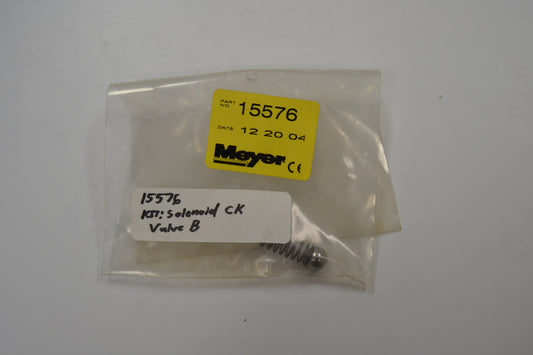 PART NO. 15576
DATE 12 20 04
Meyer CE
15576
KIT: Solenoid CK
Valve B